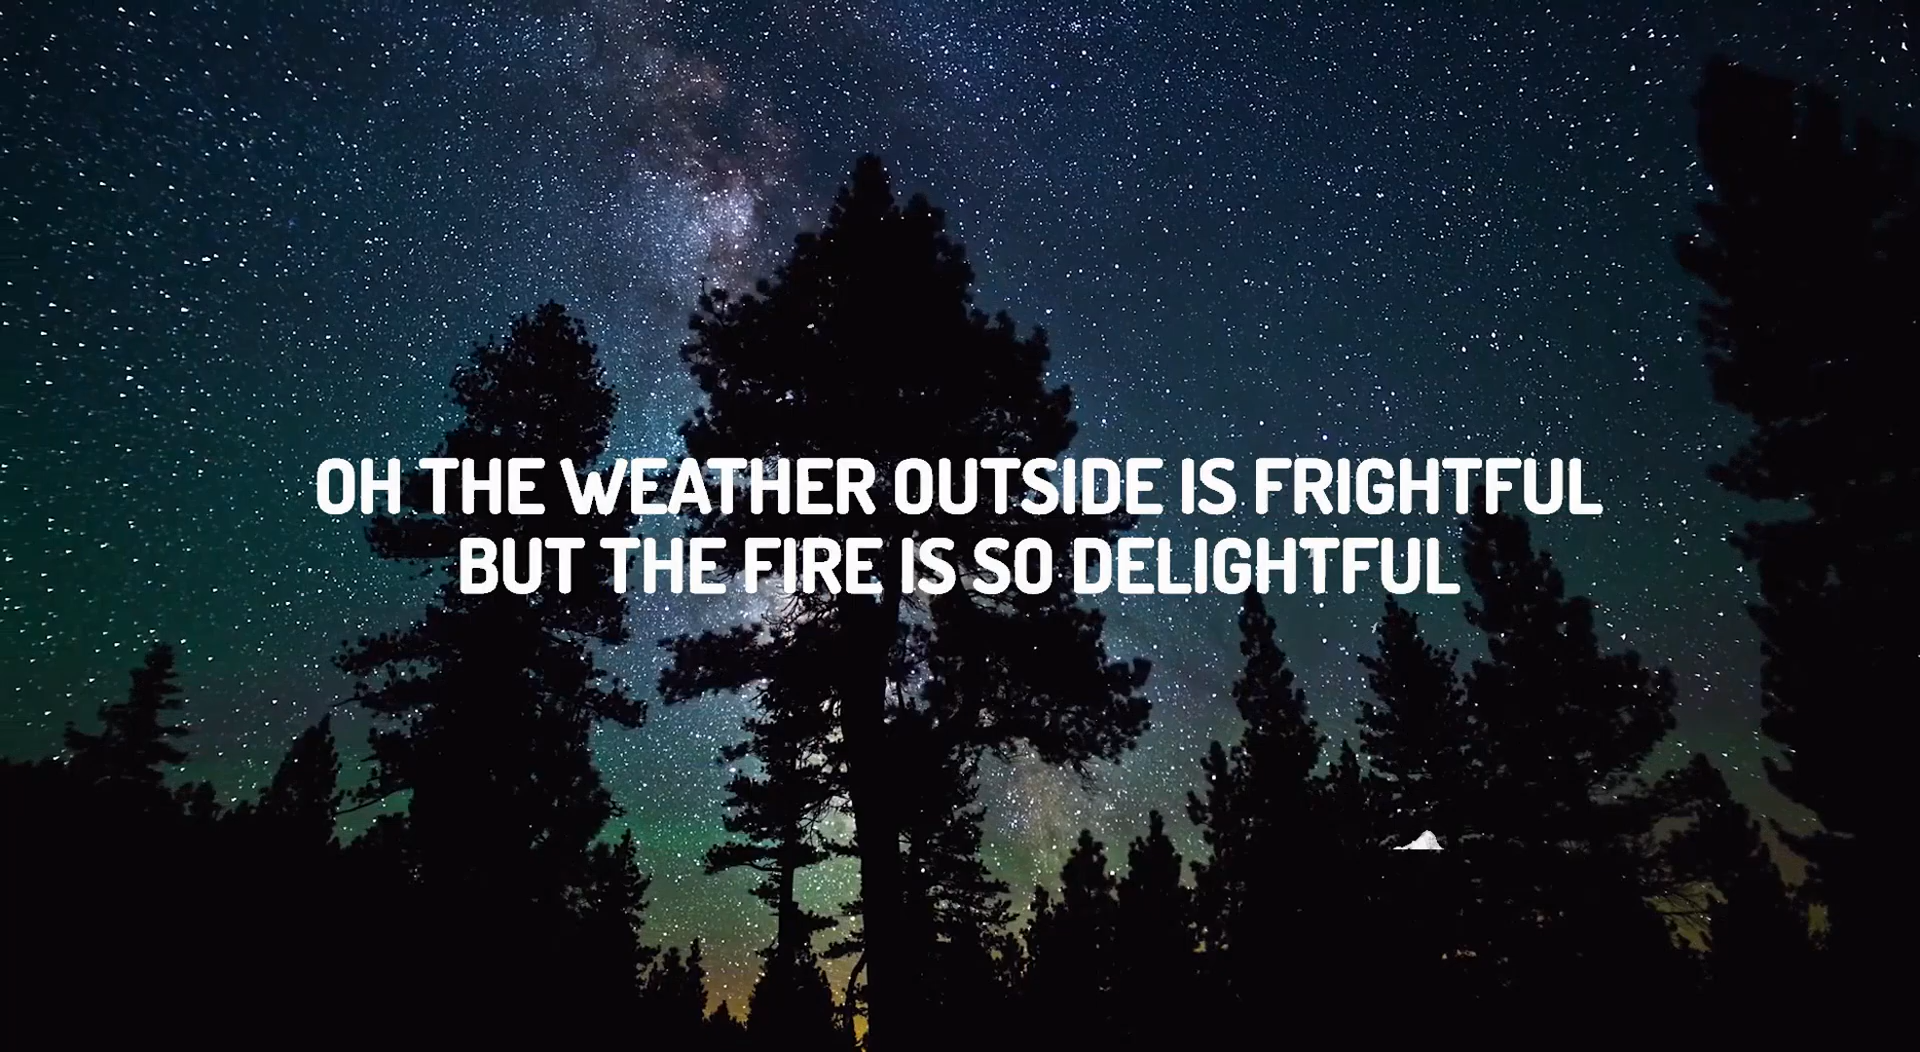 OH THE WEATHER OUTSIDE IS FRIGHTFUL
BUT THE FIRE IS SO DELIGHTFUL